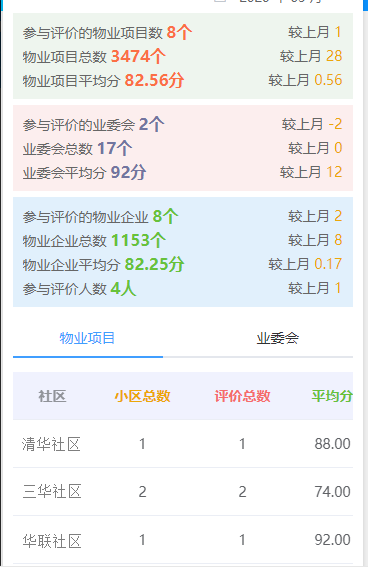 参与评价的物业项目数 8个 较上月 1
物业项目总数 3474个 较上月 28
物业项目平均分 82.56分 较上月 0.56
参与评价的业委会 2个 较上月 -2
业委会总数 17个 较上月 0
业委会平均分 92分 较上月 12
参与评价的物业企业 8个 较上月 2
物业企业总数 1153个 较上月 8
物业企业平均分 82.25分 较上月 0.17
参与评价人数 4人 较上月 1
物业项目 业委会
社区 小区总数 评价总数 平均分
清华社区 1 1 88.00
三华社区 2 2 74.00
华联社区 1 1 92.00